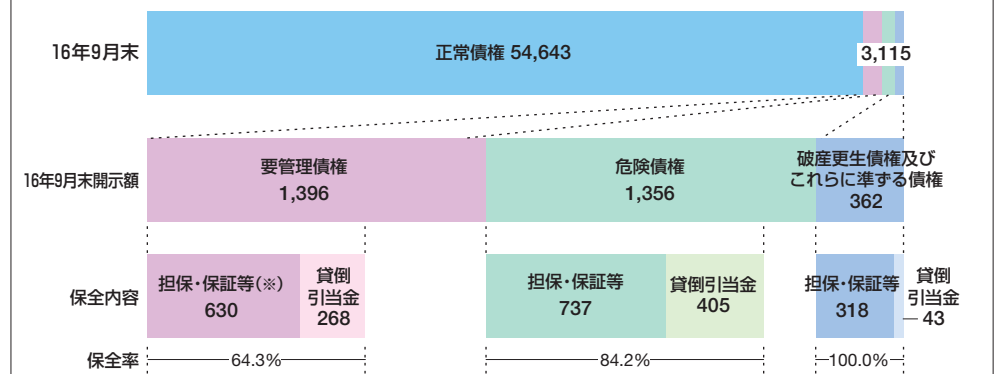 16年9月末
正常債権 54,643
3,115
16年9月末開示額
要管理債権
1,396
危険債権
1,356
破産更生債権及び
これらに準ずる債権
362
保全内容
担保・保証等(※)
630
貸倒
引当金
268
担保・保証等
737
貸倒引当金
405
担保・保証等
318
貸倒
引当金
43
保全率
64.3%
84.2%
100.0%